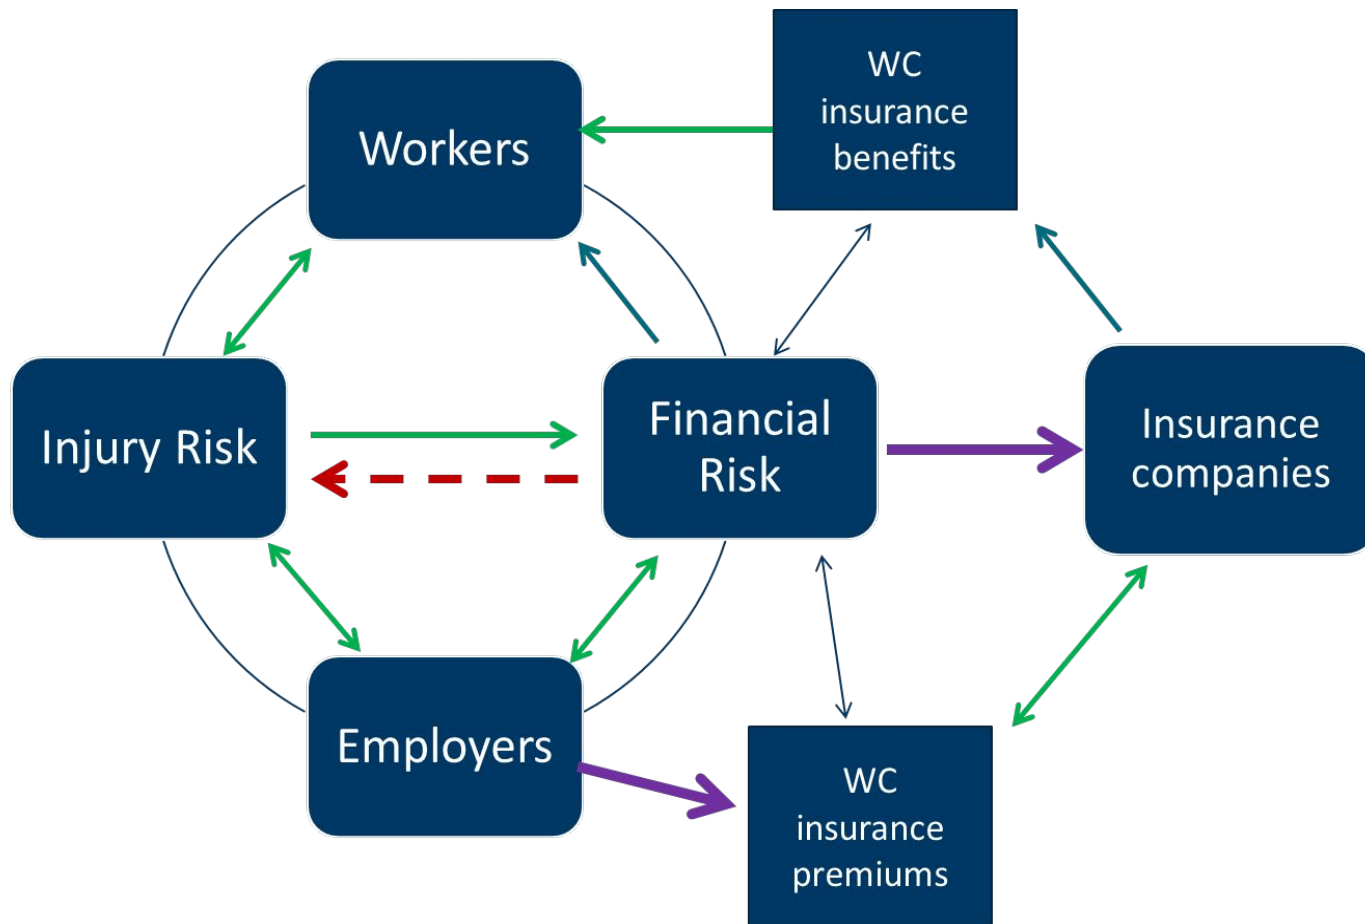 WC
insurance
benefits
Workers
Injury Risk
Financial
Risk
Insurance
companies
Employers
WC
insurance
premiums